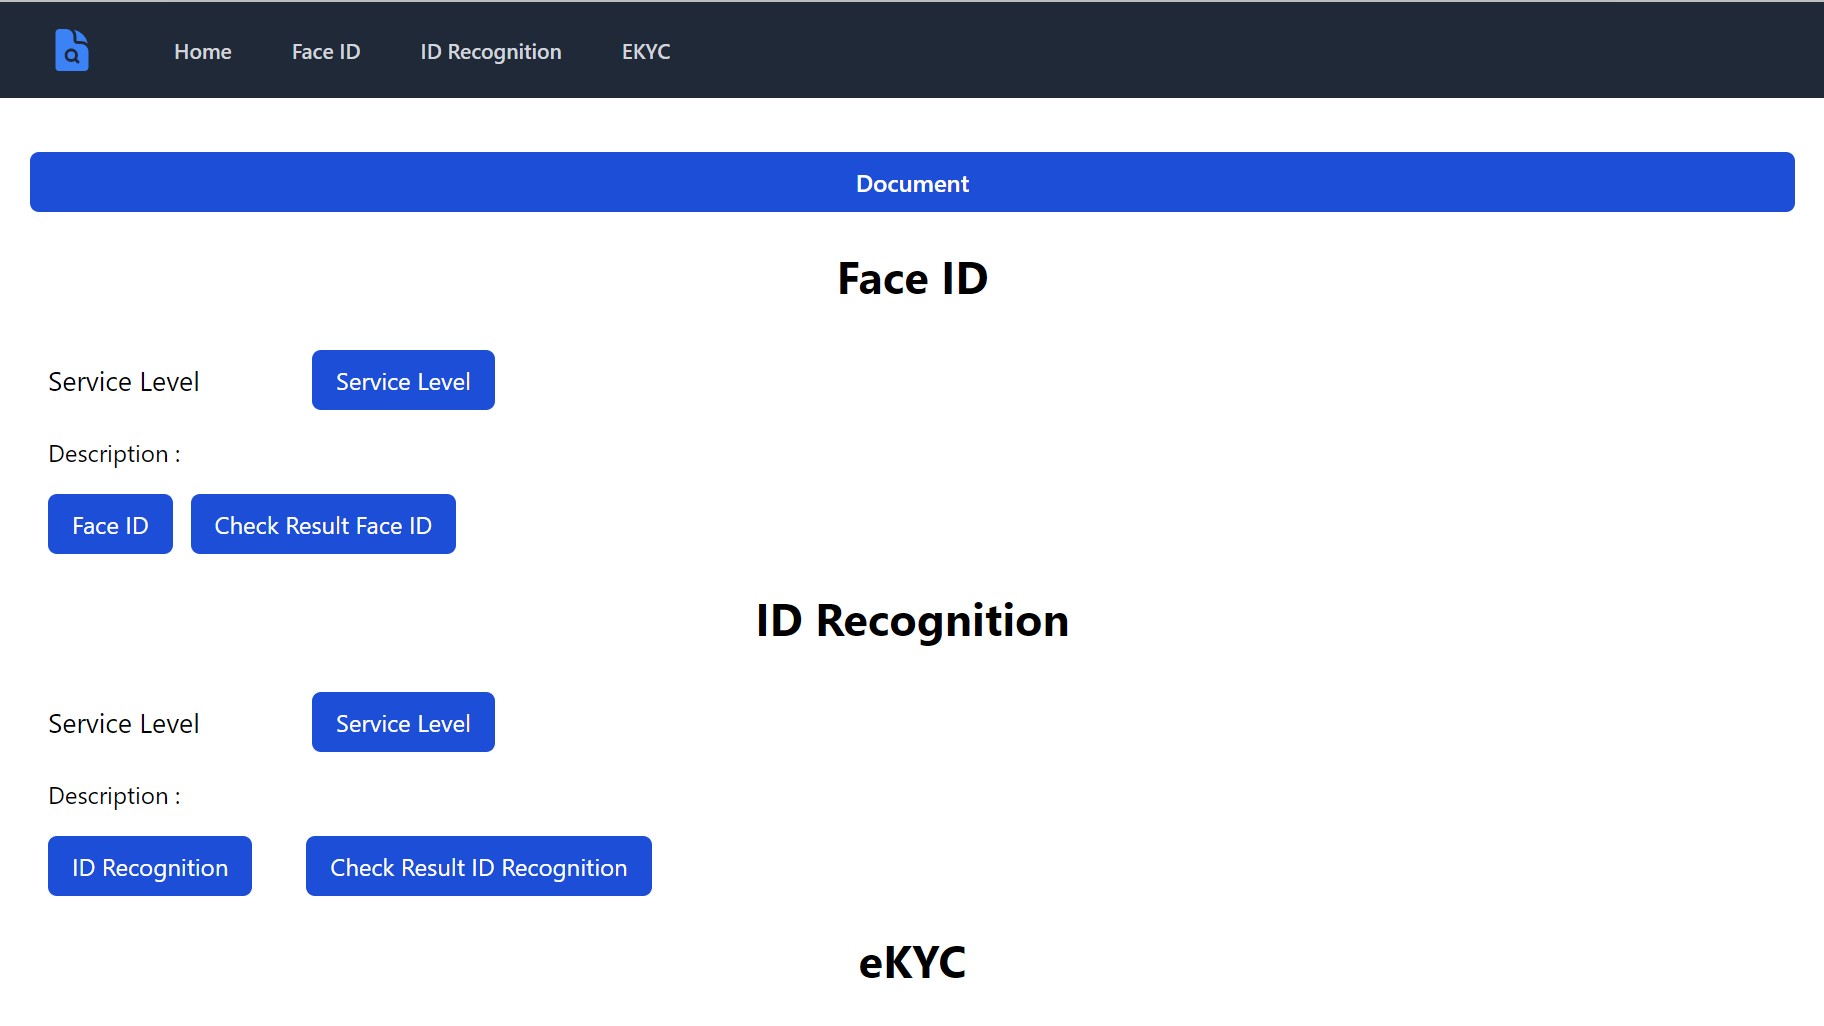 Home Face ID ID Recognition EKYC
Document
Face ID
Service Level Service Level
Description :
Face ID Check Result Face ID
ID Recognition
Service Level Service Level
Description :
ID Recognition Check Result ID Recognition
eKYC